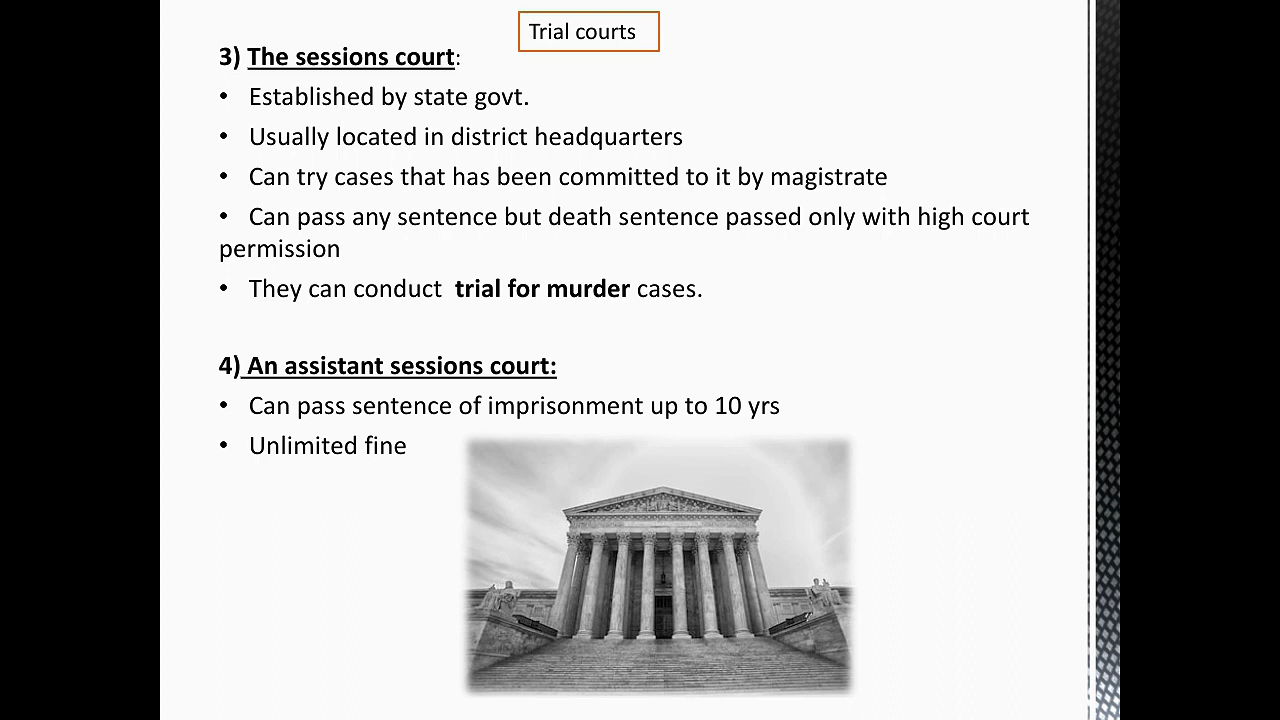 Trial courts
3) The sessions court:
• Established by state govt.
• Usually located in district headquarters
• Can try cases that has been committed to it by magistrate
• Can pass any sentence but death sentence passed only with high court
permission
• They can conduct trial for murder cases.
4) An assistant sessions court:
• Can pass sentence of imprisonment up to 10 yrs
• Unlimited fine